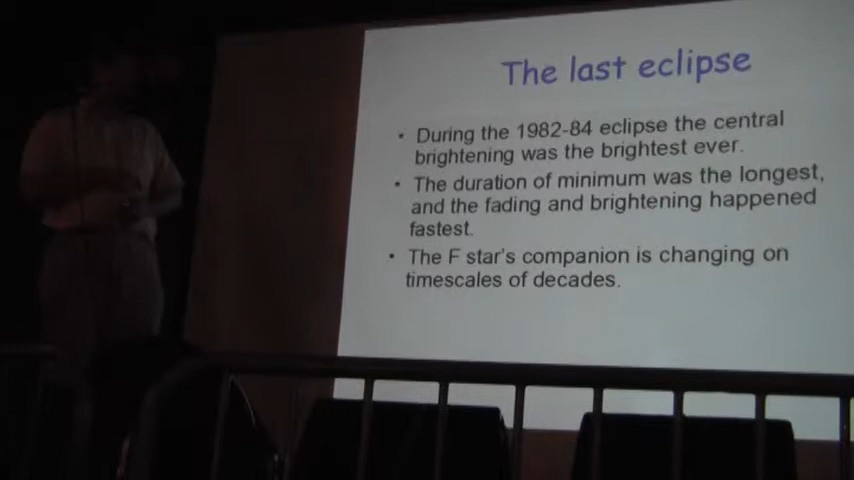 The last eclipse
• During the 1982-84 eclipse the central
brightening was the brightest ever.
• The duration of minimum was the longest,
and the fading and brightening happened
fastest.
• The F star's companion is changing on
timescales of decades.